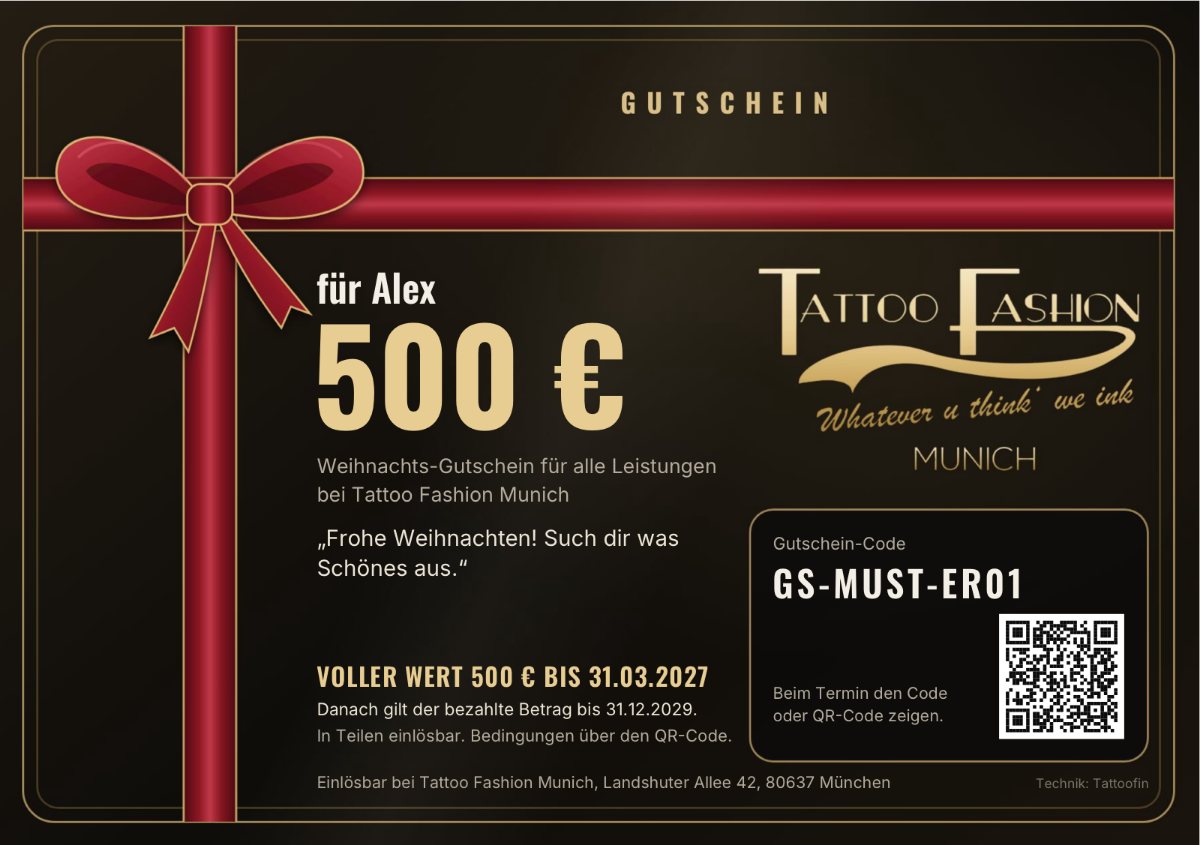 GUTSCHEIN
für Alex
500 €
Weihnachts-Gutschein für alle Leistungen
bei Tattoo Fashion Munich
„Frohe Weihnachten! Such dir was
Schönes aus.“
VOLLER WERT 500 € BIS 31.03.2027
Danach gilt der bezahlte Betrag bis 31.12.2029.
In Teilen einlösbar. Bedingungen über den QR-Code.
TATTOO FASHION
Whatever u think' we ink
MUNICH
Gutschein-Code
GS-MUST-ER01
Beim Termin den Code
oder QR-Code zeigen.
Einlösbar bei Tattoo Fashion Munich, Landshuter Allee 42, 80637 München
Technik: Tattoofin